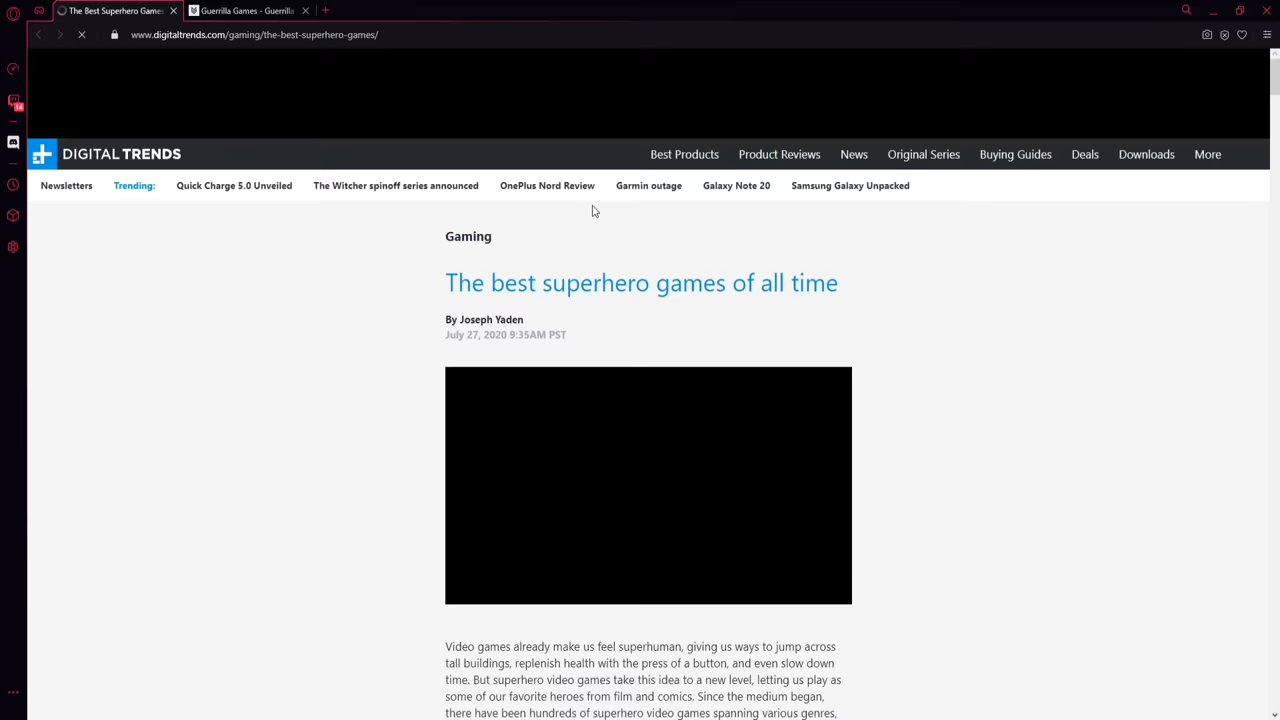 The Best Superhero Games
Guerrilla Games - Guerrilla
www.digitaltrends.com/gaming/the-best-superhero-games/
14
DIGITAL TRENDS
Best Products Product Reviews News Original Series Buying Guides Deals Downloads More
Newsletters Trending: Quick Charge 5.0 Unveiled The Witcher spinoff series announced OnePlus Nord Review Garmin outage Galaxy Note 20 Samsung Galaxy Unpacked
Gaming
The best superhero games of all time
By Joseph Yaden
July 27, 2020 9:35AM PST
Video games already make us feel superhuman, giving us ways to jump across
tall buildings, replenish health with the press of a button, and even slow down
time. But superhero video games take this idea to a new level, letting us play as
some of our favorite heroes from film and comics. Since the medium began,
there have been hundreds of superhero video games spanning various genres,